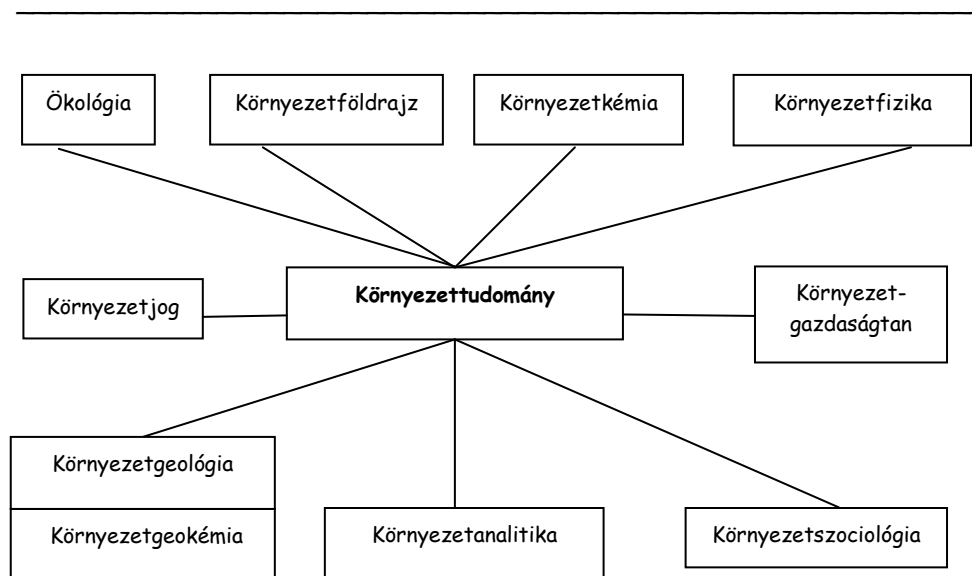 Ökológia
Környezetföldrajz
Környezetkémia
Környezetfizika
Környezetjog
Környezettudomány
Környezet-
gazdaságtan
Környezetgeológia
Környezetgeokémia
Környezetanalitika
Környezetszociológia